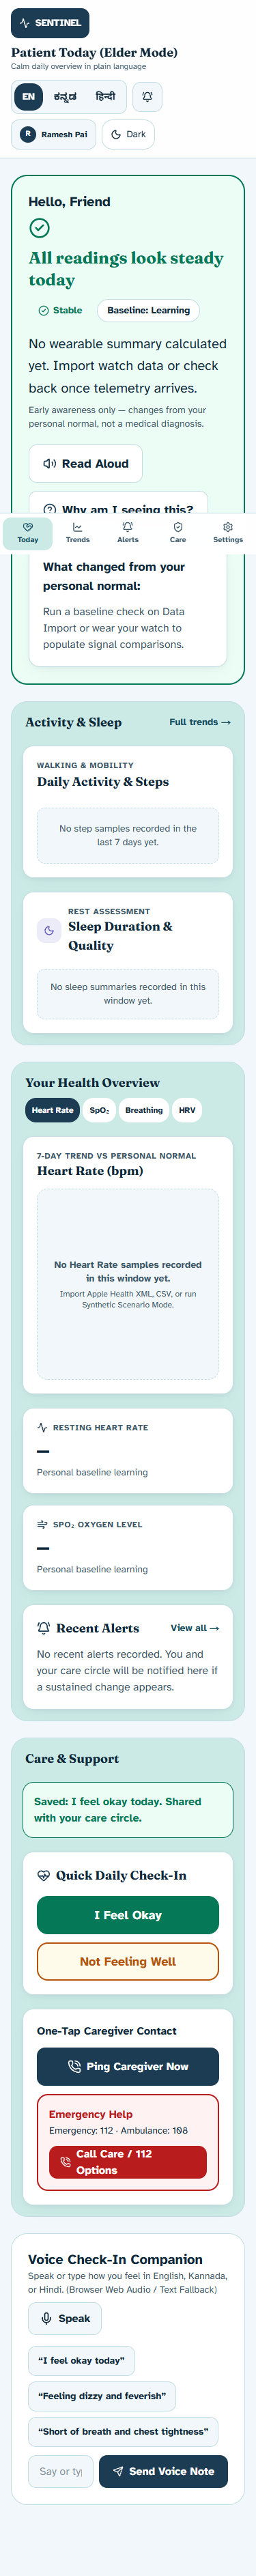 SENTINEL
Patient Today (Elder Mode)
Calm daily overview in plain language
EN ಕನ್ನಡ हिन्दी
R Ramesh Pai Dark
Hello, Friend
All readings look steady
today
Stable Baseline: Learning
No wearable summary calculated
yet. Import watch data or check
back once telemetry arrives.
Early awareness only — changes from your
personal normal, not a medical diagnosis.
Read Aloud
Why am I seeing this?
Today Trends Alerts Care Settings
What changed from your
personal normal:
Run a baseline check on Data
Import or wear your watch to
populate signal comparisons.
Activity & Sleep Full trends →
WALKING & MOBILITY
Daily Activity & Steps
No step samples recorded in the
last 7 days yet.
REST ASSESSMENT
Sleep Duration &
Quality
No sleep summaries recorded in this
window yet.
Your Health Overview
Heart Rate SpO₂ Breathing HRV
7-DAY TREND VS PERSONAL NORMAL
Heart Rate (bpm)
No Heart Rate samples recorded
in this window yet.
Import Apple Health XML, CSV, or run
Synthetic Scenario Mode.
RESTING HEART RATE
—
Personal baseline learning
SPO₂ OXYGEN LEVEL
—
Personal baseline learning
Recent Alerts View all →
No recent alerts recorded. You and
your care circle will be notified here if
a sustained change appears.
Care & Support
Saved: I feel okay today. Shared
with your care circle.
Quick Daily Check-In
I Feel Okay
Not Feeling Well
One-Tap Caregiver Contact
Ping Caregiver Now
Emergency Help
Emergency: 112 · Ambulance: 108
Call Care / 112
Options
Voice Check-In Companion
Speak or type how you feel in English, Kannada,
or Hindi. (Browser Web Audio / Text Fallback)
Speak
“I feel okay today”
“Feeling dizzy and feverish”
“Short of breath and chest tightness”
Say or ty Send Voice Note